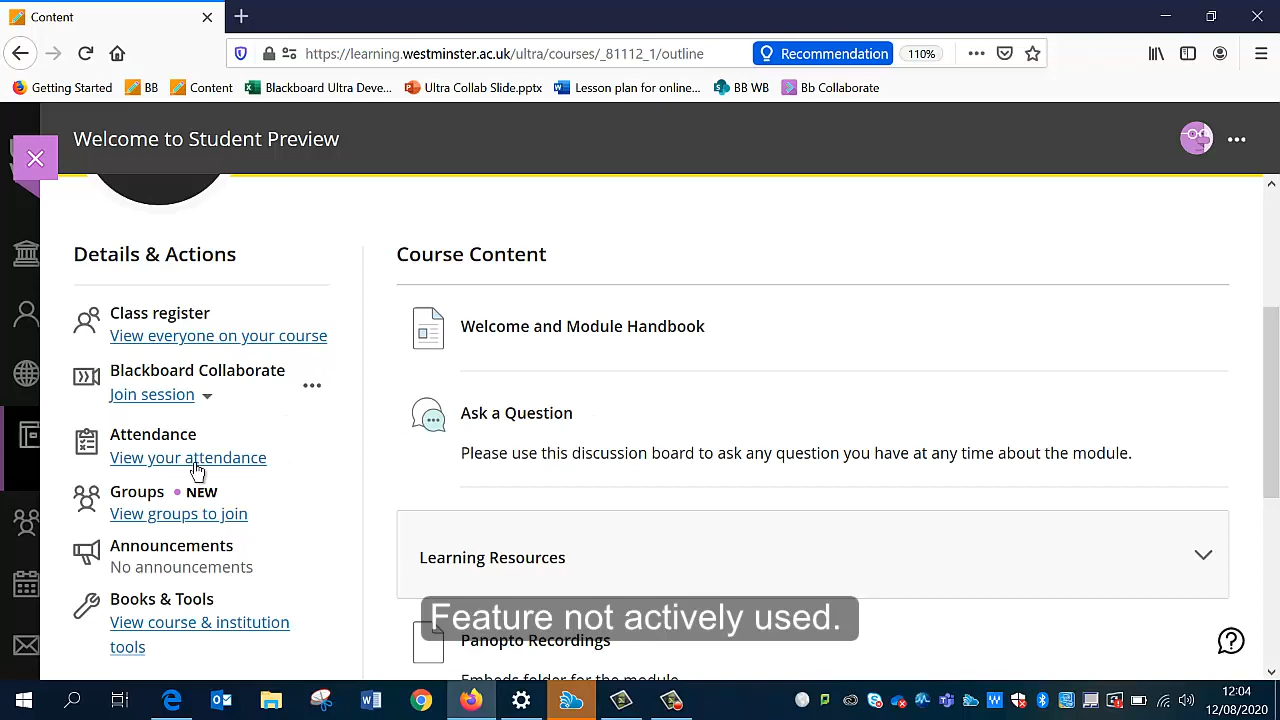 Content
https://learning.westminster.ac.uk/ultra/courses/_81112_1/outline
Recommendation
110%
Getting Started
BB
Content
Blackboard Ultra Deve...
Ultra Collab Slide.pptx
Lesson plan for online...
BB WB
Bb Collaborate
Welcome to Student Preview
Details & Actions
Class register
View everyone on your course
Blackboard Collaborate
Join session
Attendance
View your attendance
Groups
NEW
View groups to join
Announcements
No announcements
Books & Tools
View course & institution
tools
Course Content
Welcome and Module Handbook
Ask a Question
Please use this discussion board to ask any question you have at any time about the module.
Learning Resources
Feature not actively used.
Panopto Recordings
Embeds folder for the module
12:04
12/08/2020